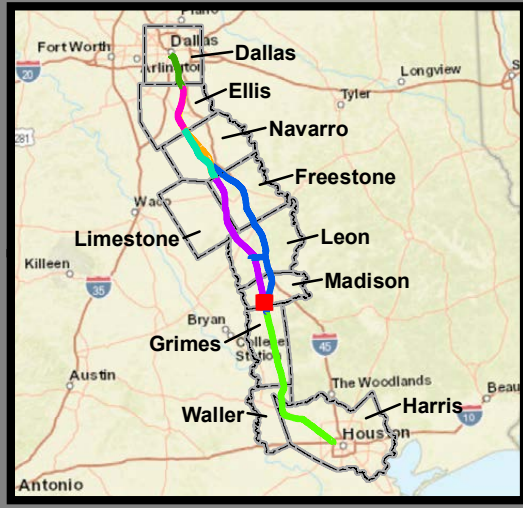 Plano
Fort Worth
Dallas
Dallas
Arlington
20
Ellis
Longview
Tyler
Navarro
281
Freestone
Waco
Limestone
Leon
Killeen
Madison
35
Bryan
Grimes
College
Station
45
Austin
The Woodlands
Waller
Harris
Beau
10
Houston
Antonio